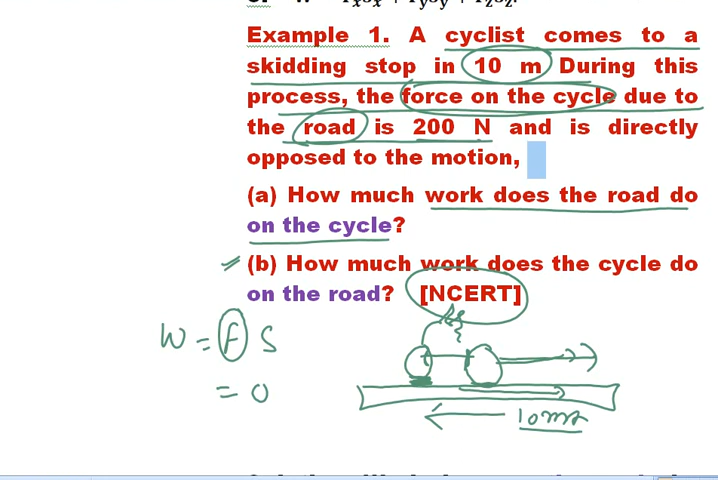 Example 1. A cyclist comes to a
skidding stop in 10 m During this
process, the force on the cycle due to
the road is 200 N and is directly
opposed to the motion,
(a) How much work does the road do
on the cycle?
(b) How much work does the cycle do
on the road? [NCERT]
W = F S
= 0